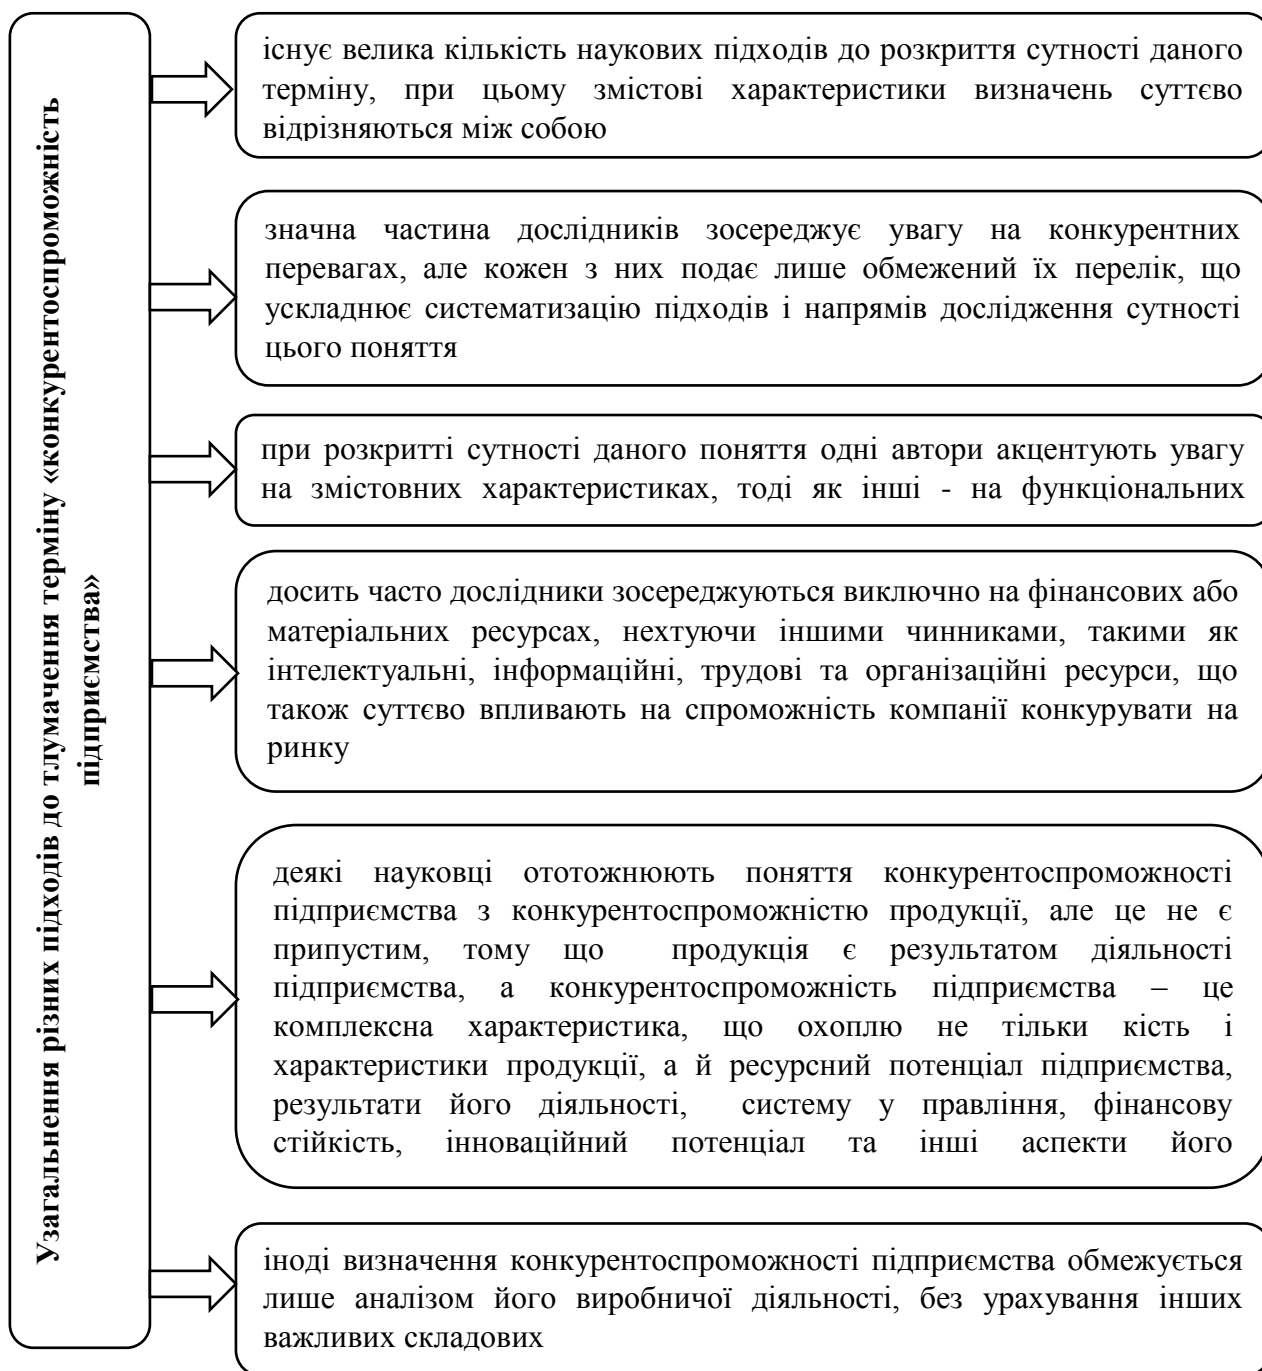 Узагальнення різних підходів до тлумачення терміну «конкурентоспроможність
підприємства»
існує велика кількість наукових підходів до розкриття сутності даного
терміну, при цьому змістові характеристики визначень суттєво
відрізняються між собою
значна частина дослідників зосереджує увагу на конкурентних
перевагах, але кожен з них подає лише обмежений їх перелік, що
ускладнює систематизацію підходів і напрямів дослідження сутності
цього поняття
при розкритті сутності даного поняття одні автори акцентують увагу
на змістовних характеристиках, тоді як інші - на функціональних
досить часто дослідники зосереджуються виключно на фінансових або
матеріальних ресурсах, нехтуючи іншими чинниками, такими як
інтелектуальні, інформаційні, трудові та організаційні ресурси, що
також суттєво впливають на спроможність компанії конкурувати на
ринку
деякі науковці ототожнюють поняття конкурентоспроможності
підприємства з конкурентоспроможністю продукції, але це не є
припустим, тому що продукція є результатом діяльності
підприємства, а конкурентоспроможність підприємства – це
комплексна характеристика, що охоплю не тільки кість і
характеристики продукції, а й ресурсний потенціал підприємства,
результати його діяльності, систему у правління, фінансову
стійкість, інноваційний потенціал та інші аспекти його
іноді визначення конкурентоспроможності підприємства обмежується
лише аналізом його виробничої діяльності, без урахування інших
важливих складових